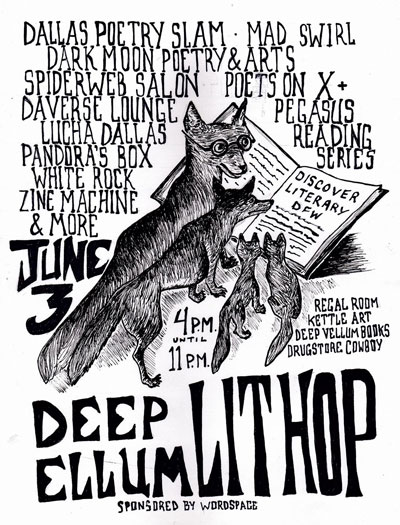 DALLAS POETRY SLAM · MAD SWIRL
DARK MOON POETRY & ARTS
SPIDERWEB SALON POETS ON X +
DAVERSE LOUNGE PEGASUS
LUCHA DALLAS READING
PANDORA'S BOX SERIES
WHITE ROCK
ZINE MACHINE
& MORE
DISCOVER
LITERARY
DFW
JUNE
3
4 P.M.
UNTIL
11 P.M.
REGAL ROOM
KETTLE ART
DEEP VELLUM BOOKS
DRUGSTORE COWBOY
DEEP
ELLUM LIT HOP
SPONSORED BY WORDSPACE